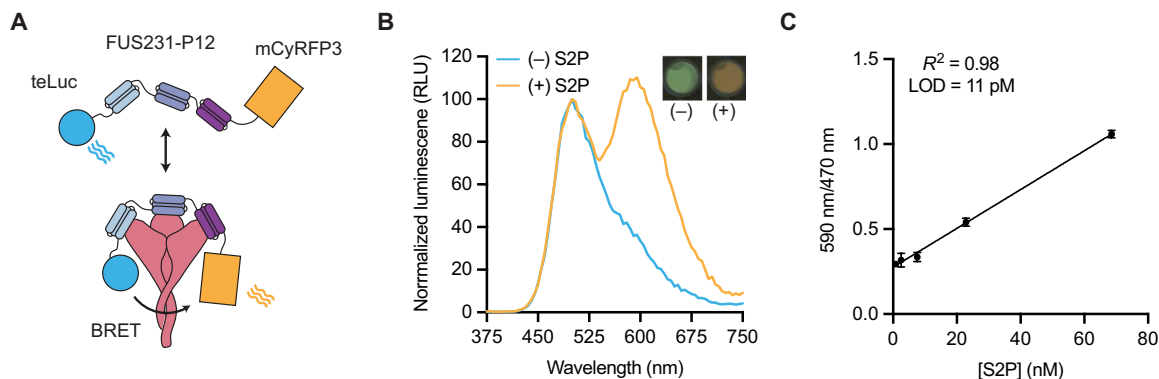 A
FUS231-P12
mCyRFP3
teLuc
BRET
B
Norrmalized luminescene (RLU)
120
100
80
60
40
20
0
375
450
525
600
675
750
Wavelength (nm)
(–) S2P
(+) S2P
(–)
(+)
C
590 nm/470 nm
1.5
1.0
0.5
0.0
0
20
40
60
80
[S2P] (nM)
R² = 0.98
LOD = 11 pM